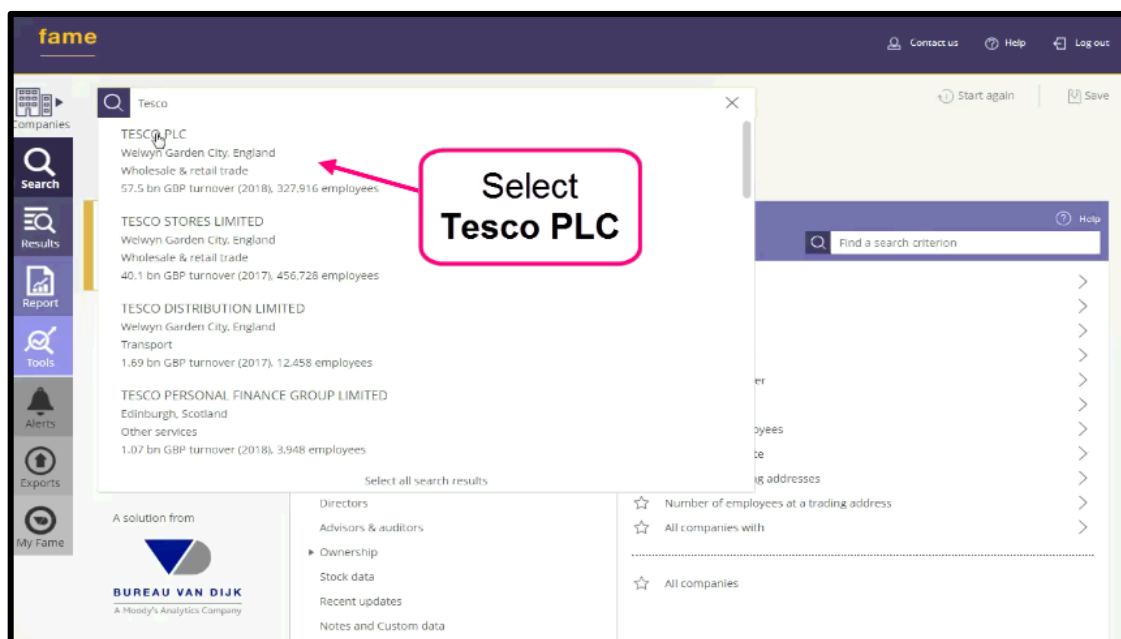 fame
Contact us
Help
Log out
Companies
Tesco
Start again
Save
TESCO PLC
Welwyn Garden City, England
Wholesale & retail trade
57.5 bn GBP turnover (2018), 327,916 employees
Select
Tesco PLC
Search
TESCO STORES LIMITED
Welwyn Garden City, England
Wholesale & retail trade
40.1 bn GBP turnover (2017), 456,728 employees
Help
Find a search criterion
Results
TESCO DISTRIBUTION LIMITED
Welwyn Garden City, England
Transport
1.69 bn GBP turnover (2017), 12,458 employees
Report
Tools
TESCO PERSONAL FINANCE GROUP LIMITED
Edinburgh, Scotland
Other services
1.07 bn GBP turnover (2018), 3,948 employees
Alerts
Select all search results
Exports
addresses
Directors
Number of employees at a trading address
Advisors & auditors
All companies with
Ownership
Stock data
All companies
Recent updates
Notes and Custom data
My Fame
A solution from
BUREAU VAN DIJK
A Moody's Analytics Company